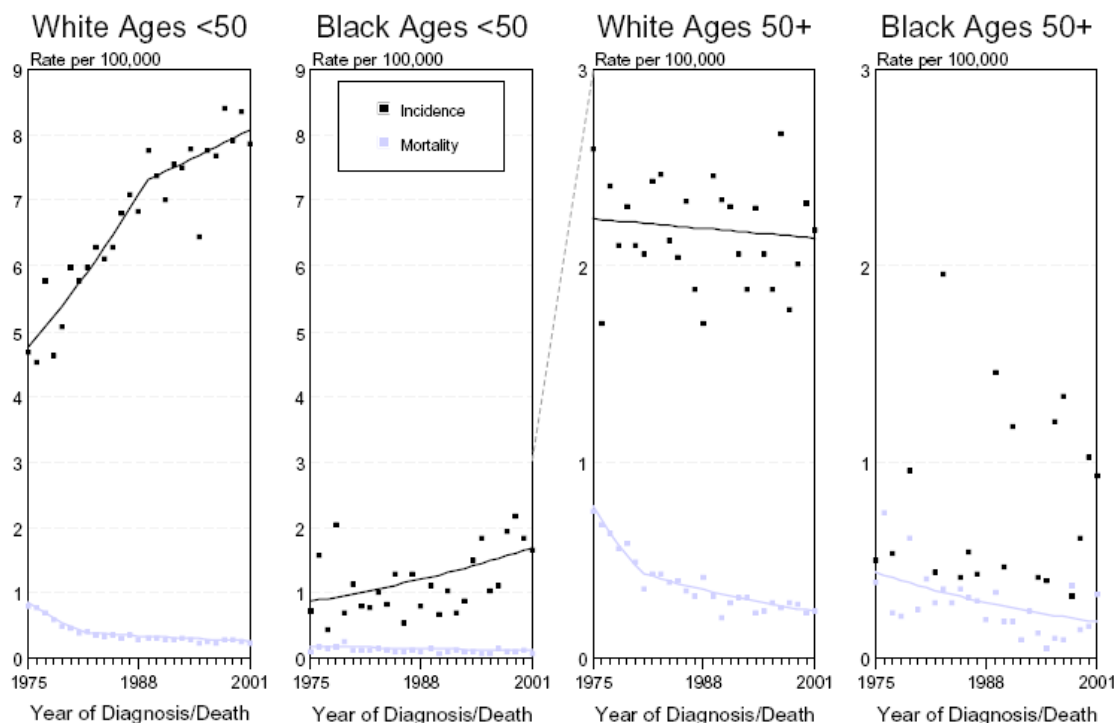 White Ages <50
Black Ages <50
White Ages 50+
Black Ages 50+
Rate per 100,000
Rate per 100,000
Rate per 100,000
Rate per 100,000
9
8
7
6
5
4
3
2
1
0
9
8
7
6
5
4
3
2
1
0
Incidence
Mortality
3
2
1
0
3
2
1
0
1975 1988 2001
1975 1988 2001
1975 1988 2001
1975 1988 2001
Year of Diagnosis/Death
Year of Diagnosis/Death
Year of Diagnosis/Death
Year of Diagnosis/Death